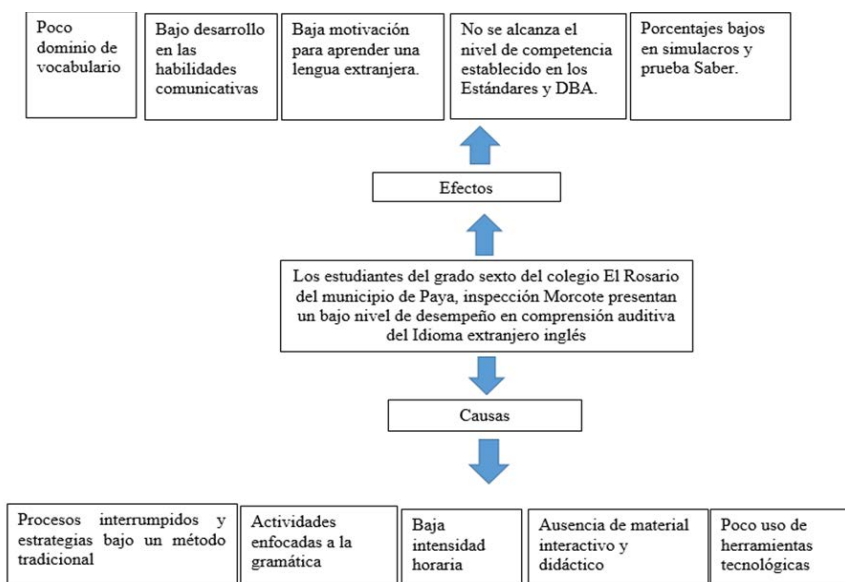 Poco
dominio de
vocabulario
Bajo desarrollo
en las
habilidades
comunicativas
Baja motivación
para aprender una
lengua extranjera.
No se alcanza el
nivel de competencia
establecido en los
Estándares y DBA.
Porcentajes bajos
en simulacros y
prueba Saber.
Efectos
Los estudiantes del grado sexto del colegio El Rosario
del municipio de Paya, inspección Morcote presentan
un bajo nivel de desempeño en comprensión auditiva
del Idioma extranjero inglés
Causas
Procesos interrumpidos y
estrategias bajo un método
tradicional
Actividades
enfocadas a la
gramática
Baja
intensidad
horaria
Ausencia de material
interactivo y
didáctico
Poco uso de
herramientas
tecnológicas